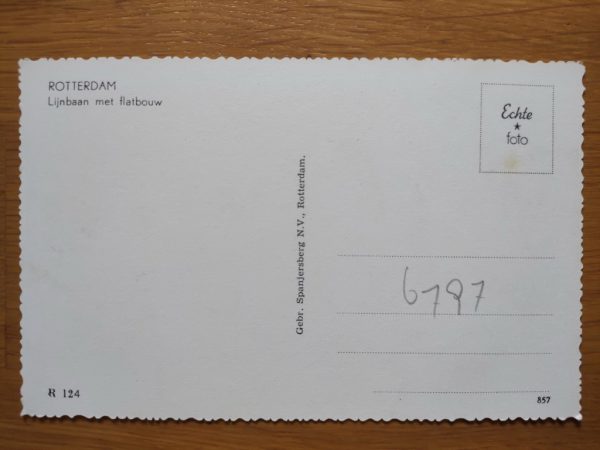 ROTTERDAM
Lijnbaan met flatbouw
Echte
★
foto
Gebr. Spanjersberg N.V., Rotterdam.
6797
R 124
857